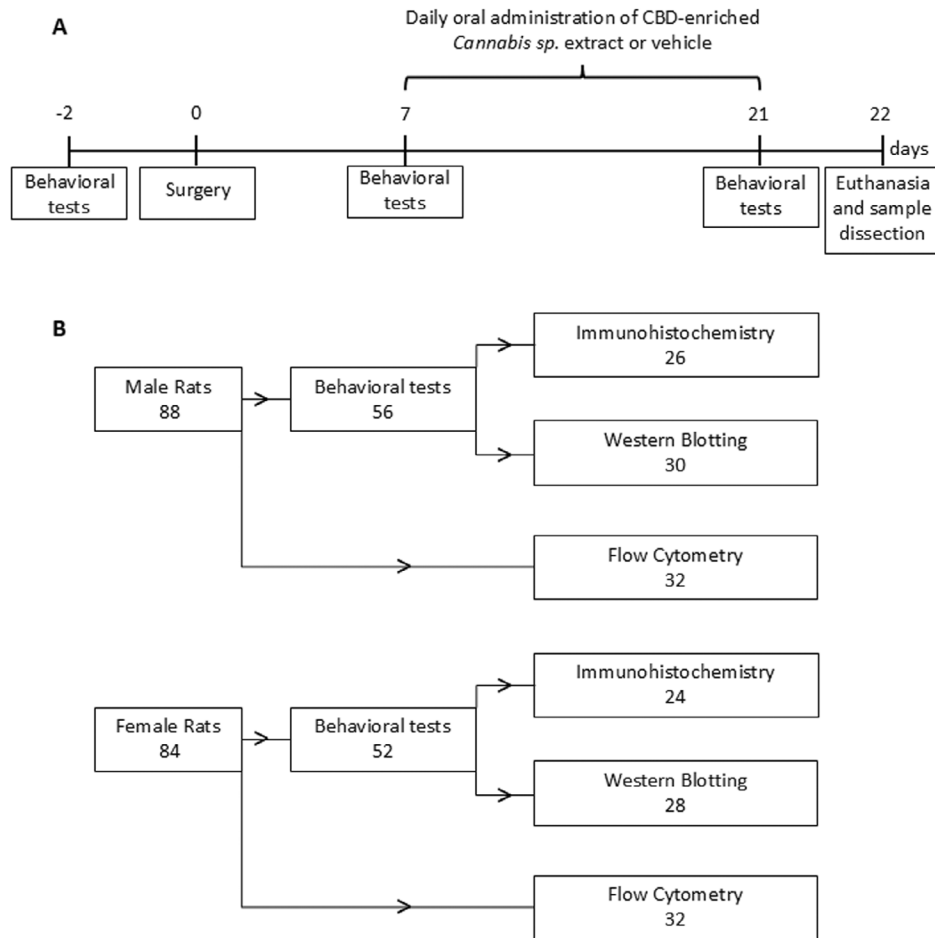 A
Daily oral administration of CBD-enriched
Cannabis sp. extract or vehicle
-2
0
7
21
22
days
Behavioral
tests
Surgery
Behavioral
tests
Behavioral
tests
Euthanasia
and sample
dissection
B
Male Rats
88
Behavioral tests
56
Immunohistochemistry
26
Western Blotting
30
Flow Cytometry
32
Female Rats
84
Behavioral tests
52
Immunohistochemistry
24
Western Blotting
28
Flow Cytometry
32